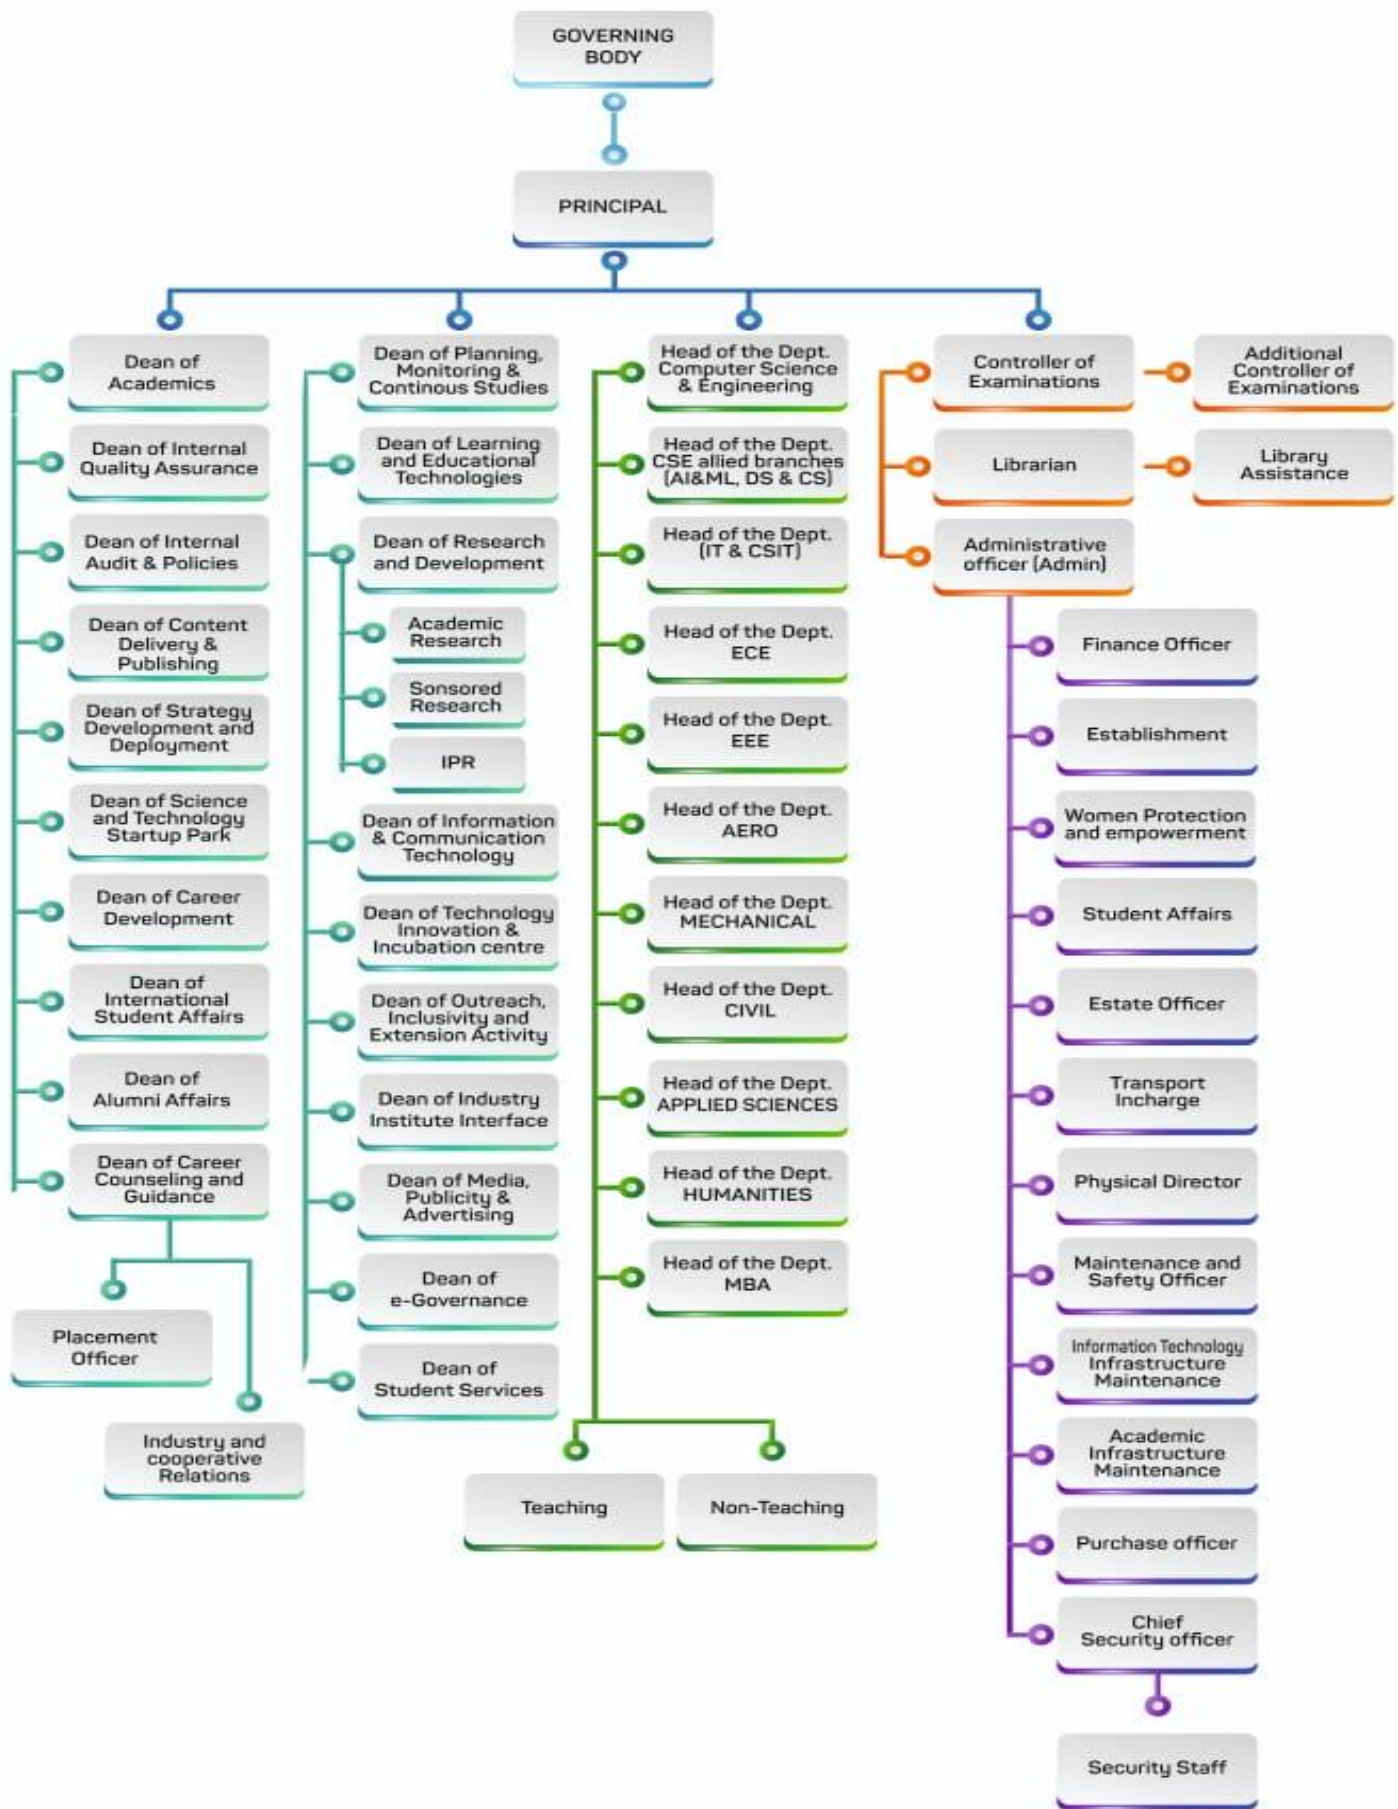 GOVERNING
BODY
PRINCIPAL
Dean of
Academics
Dean of Internal
Quality Assurance
Dean of Internal
Audit & Policies
Dean of Content
Delivery &
Publishing
Dean of Strategy
Development and
Deployment
Dean of Science
and Technology
Startup Park
Dean of Career
Development
Dean of
International
Student Affairs
Dean of
Alumni Affairs
Dean of Career
Counseling and
Guidance
Placement
Officer
Industry and
cooperative
Relations
Dean of Planning,
Monitoring &
Continous Studies
Dean of Learning
and Educational
Technologies
Dean of Research
and Development
Academic
Research
Sonsored
Research
IPR
Dean of Information
& Communication
Technology
Dean of Technology
Innovation &
Incubation centre
Dean of Outreach,
Inclusivity and
Extension Activity
Dean of Industry
Institute Interface
Dean of Media,
Publicity &
Advertising
Dean of
e-Governance
Dean of
Student Services
Head of the Dept.
Computer Science
& Engineering
Head of the Dept.
CSE allied branches
(AI&ML, DS & CS)
Head of the Dept.
(IT & CSIT)
Head of the Dept.
ECE
Head of the Dept.
EEE
Head of the Dept.
AERO
Head of the Dept.
MECHANICAL
Head of the Dept.
CIVIL
Head of the Dept.
APPLIED SCIENCES
Head of the Dept.
HUMANITIES
Head of the Dept.
MBA
Teaching
Non-Teaching
Controller of
Examinations
Additional
Controller of
Examinations
Librarian
Library
Assistance
Administrative
officer (Admin)
Finance Officer
Establishment
Women Protection
and empowerment
Student Affairs
Estate Officer
Transport
Incharge
Physical Director
Maintenance and
Safety Officer
Information Technology
Infrastructure
Maintenance
Academic
Infrastructure
Maintenance
Purchase officer
Chief
Security officer
Security Staff